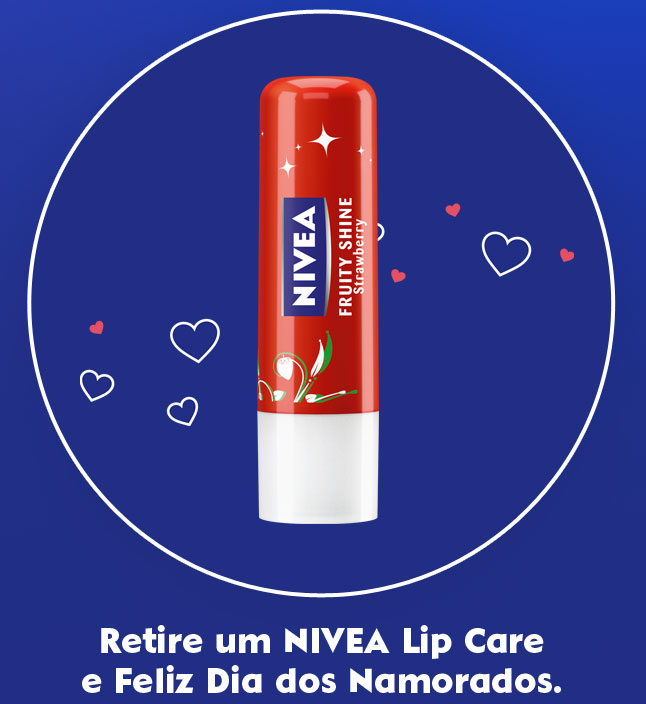 NIVEA
FRUITY SHINE
Strawberry
Retire um NIVEA Lip Care
e Feliz Dia dos Namorados.